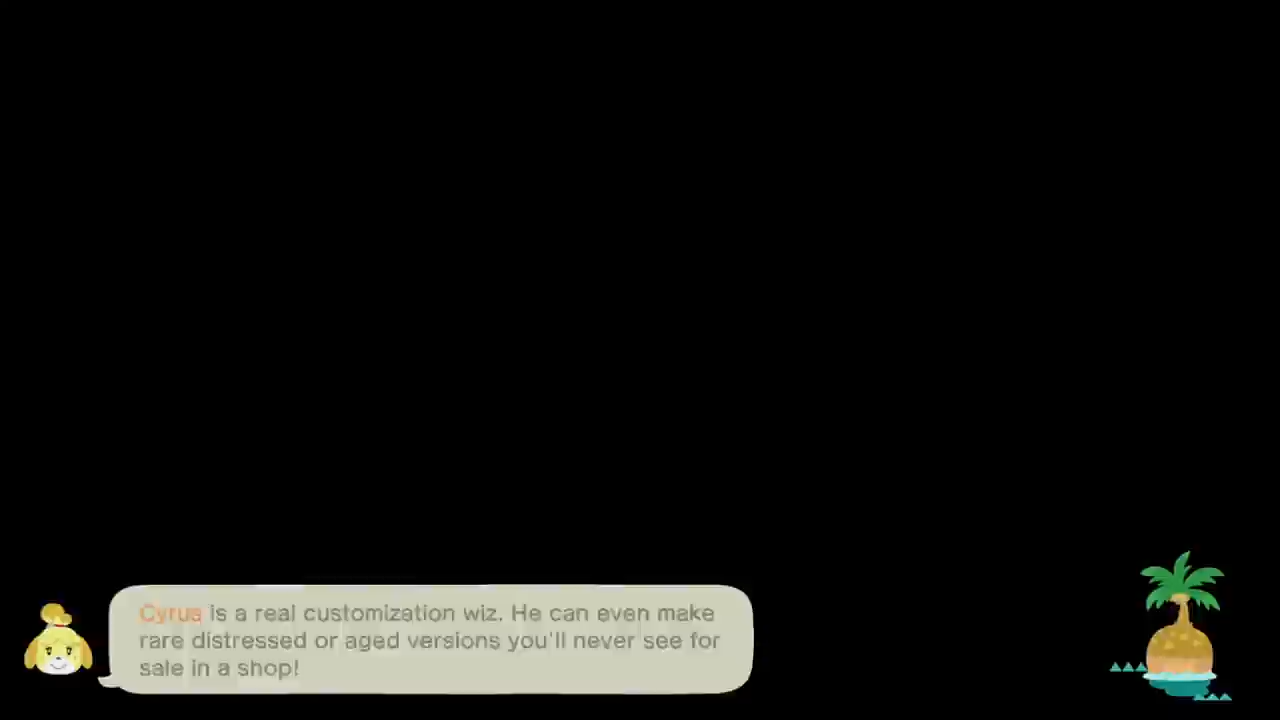 Cyrus is a real customization wiz. He can even make
rare distressed or aged versions you'll never see for
sale in a shop!